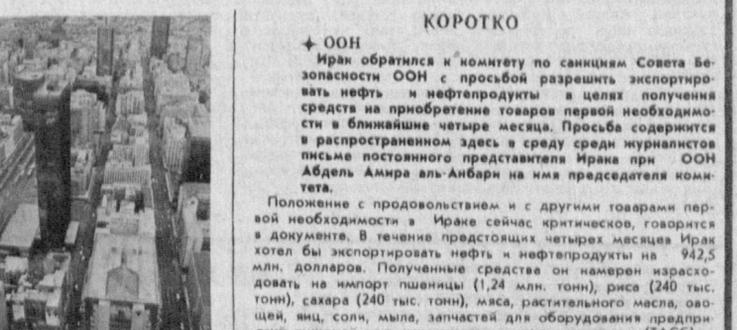 КОРОТКО
✦ ООН
Ирак обратился к комитету по санкциям Совета Бе-
зопасности ООН с просьбой разрешить экспортиро-
вать нефть и нефтепродукты в целях получения
средств на приобретение товаров первой необходимо-
сти в ближайшие четыре месяца. Просьба содержится
в распространенном здесь в среду среди журналистов
письме постоянного представителя Ирака при ООН
Абдель Амира аль-Анбари на имя председателя коми-
тета.
Положение с продовольствием и с другими товарами пер-
вой необходимости в Ираке сейчас критическое, говорится
в документе. В течение предстоящих четырех месяцев Ирак
хотел бы экспортировать нефть и нефтепродукты на 942,5
млн. долларов. Полученные средства он намерен израсхо-
довать на импорт пшеницы (1,24 млн. тонн), риса (240 тыс.
тонн), сахара (240 тыс. тонн), мяса, растительного масла, ово-
щей, яиц, соли, мыла, запчастей для оборудования предпри-